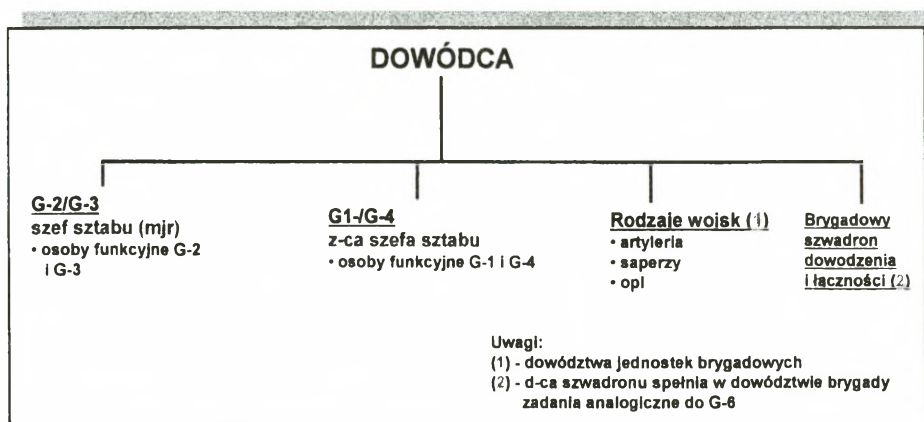 DOWÓDCA
G-2/G-3
szef sztabu (mjr)
• osoby funkcyjne G-2
i G-3
G1-/G-4
z-ca szefa sztabu
• osoby funkcyjne G-1 i G-4
Rodzaje wojsk (1)
• artyleria
• saperzy
• opl
Brygadowy
szwadron
dowodzenia
i łączności (2)
Uwagi:
(1) - dowództwa jednostek brygadowych
(2) - d-ca szwadronu spełnia w dowództwie brygady
zadania analogiczne do G-6